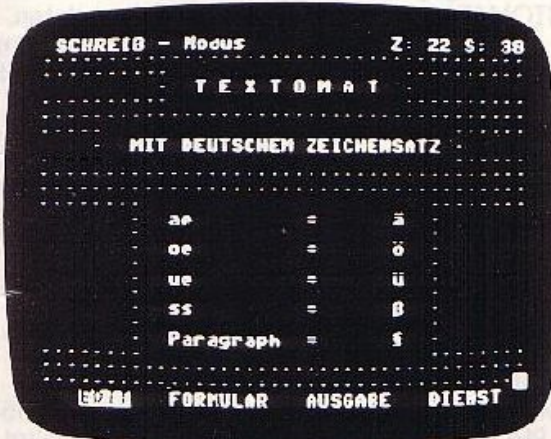 SCHREIB - Modus Z: 22 S: 38
T E X T O M A T
MIT DEUTSCHEM ZEICHENSATZ
ae = ä
oe = ö
ue = ü
ss = ß
Paragraph = §
FORMULAR AUSGABE DIENST